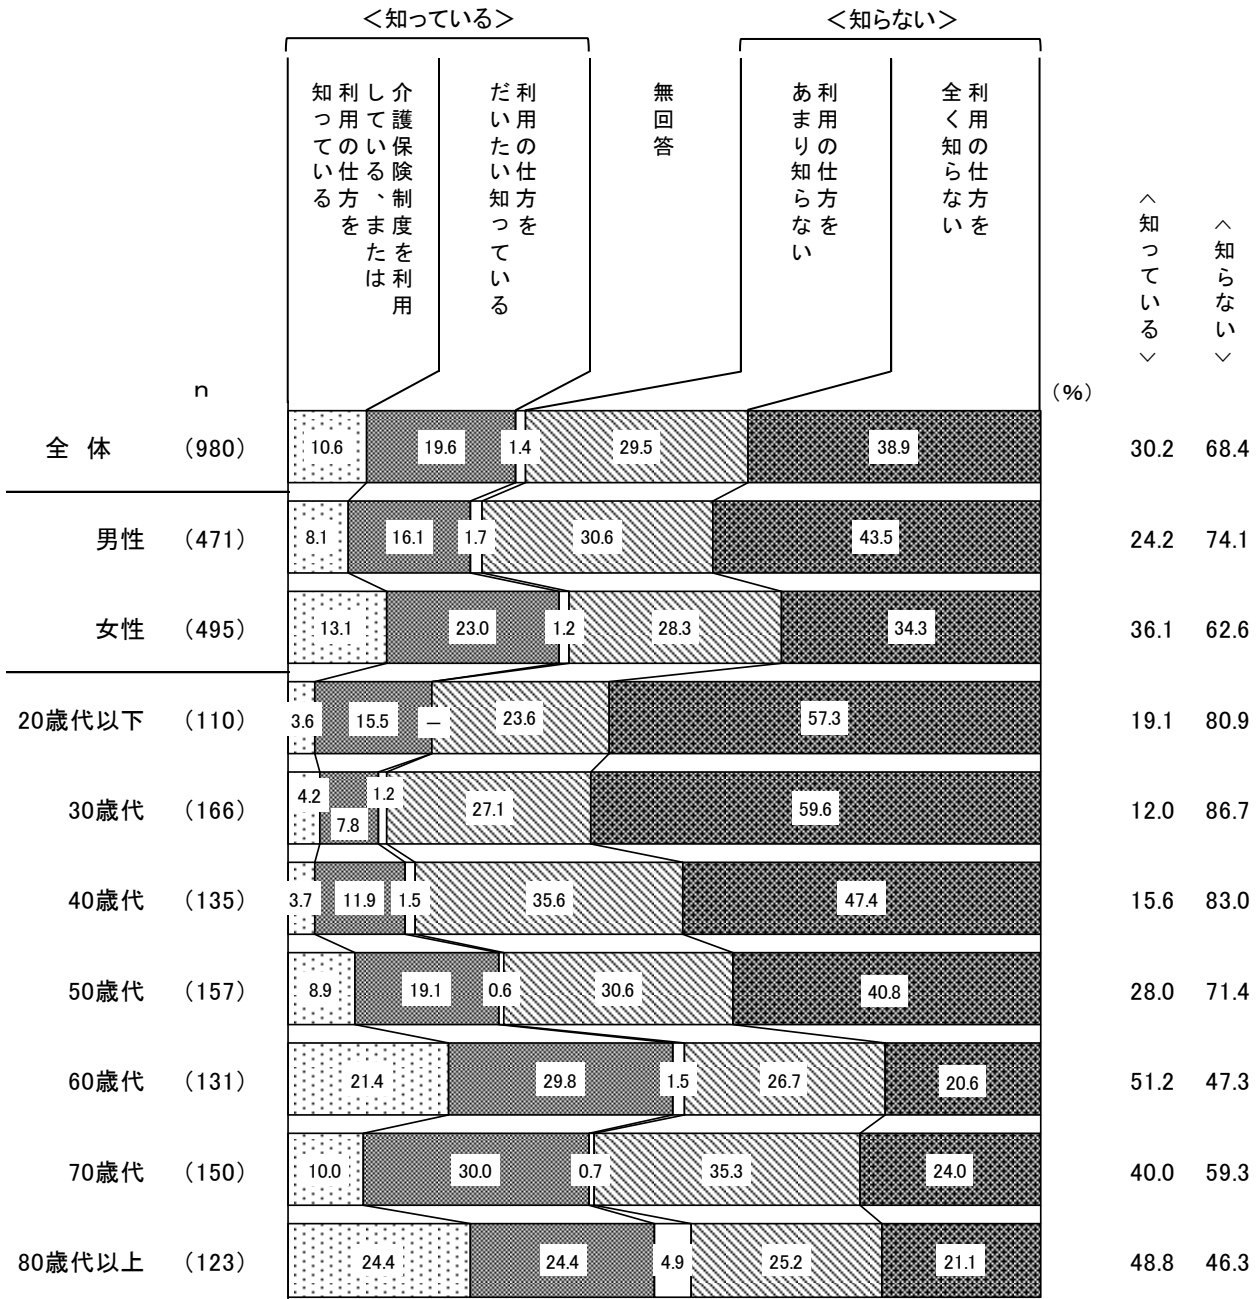 ＜知っている＞ ＜知らない＞
介護保険制度を利用
している、または
利用の仕方を
知っている
利用の仕方を
だいたい知っている
無回答
利用の仕方を
あまり知らない
利用の仕方を
全く知らない
＜知っている＞
＜知らない＞
n (%)
全 体 (980) 10.6 19.6 1.4 29.5 38.9 30.2 68.4
男性 (471) 8.1 16.1 1.7 30.6 43.5 24.2 74.1
女性 (495) 13.1 23.0 1.2 28.3 34.3 36.1 62.6
20歳代以下 (110) 3.6 15.5 － 23.6 57.3 19.1 80.9
30歳代 (166) 4.2 7.8 1.2 27.1 59.6 12.0 86.7
40歳代 (135) 3.7 11.9 1.5 35.6 47.4 15.6 83.0
50歳代 (157) 8.9 19.1 0.6 30.6 40.8 28.0 71.4
60歳代 (131) 21.4 29.8 1.5 26.7 20.6 51.2 47.3
70歳代 (150) 10.0 30.0 0.7 35.3 24.0 40.0 59.3
80歳代以上 (123) 24.4 24.4 4.9 25.2 21.1 48.8 46.3